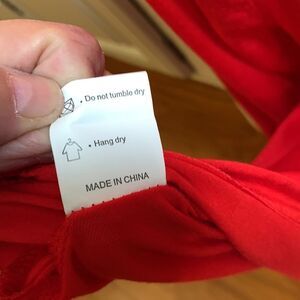 • Do not tumble dry
• Hang dry
MADE IN CHINA